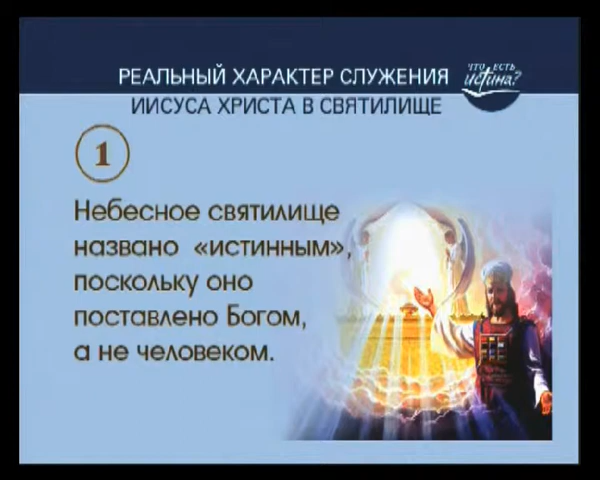 РЕАЛЬНЫЙ ХАРАКТЕР СЛУЖЕНИЯ
ИИСУСА ХРИСТА В СВЯТИЛИЩЕ
ЧТО ЕСТЬ
истина?
1
Небесное святилище
названо «истинным»,
поскольку оно
поставлено Богом,
а не человеком.